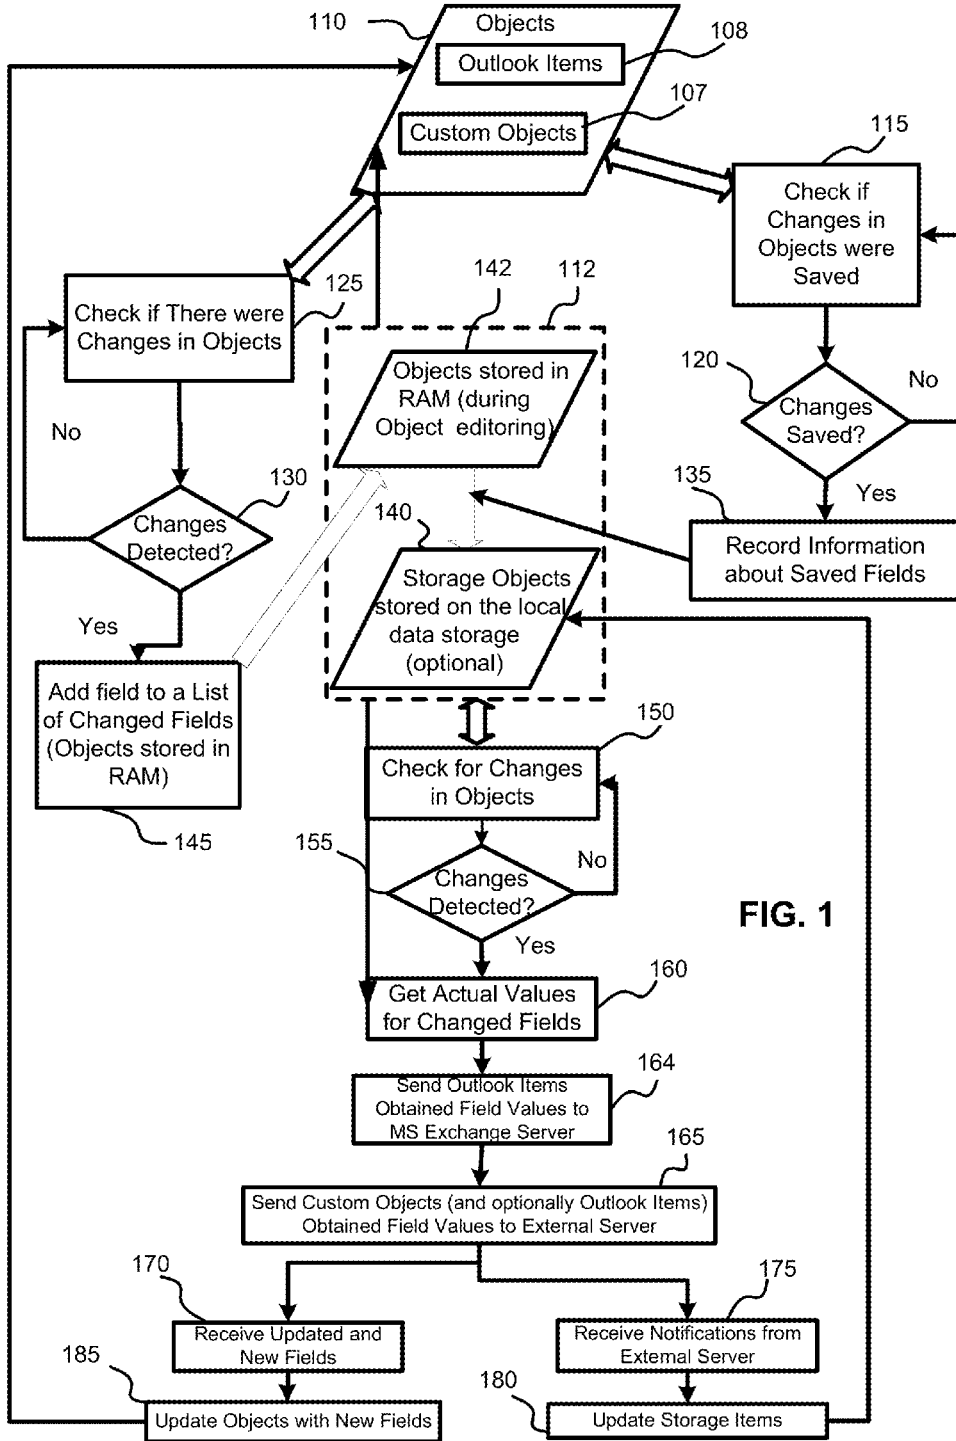 110
Objects
108
Outlook Items
107
Custom Objects
115
Check if
Changes in
Objects were
Saved
125
Check if There were
Changes in Objects
142
112
Objects stored in
RAM (during
Object editoring)
120
No
Changes
Saved?
Yes
135
Record Information
about Saved Fields
No
130
Changes
Detected?
Yes
140
Storage Objects
stored on the local
data storage
(optional)
Add field to a List
of Changed Fields
(Objects stored in
RAM)
145
150
Check for Changes
in Objects
155
No
Changes
Detected?
Yes
FIG. 1
160
Get Actual Values
for Changed Fields
164
Send Outlook Items
Obtained Field Values to
MS Exchange Server
165
Send Custom Objects (and optionally Outlook Items)
Obtained Field Values to External Server
170
Receive Updated and
New Fields
175
Receive Notifications from
External Server
185
Update Objects with New Fields
180
Update Storage Items